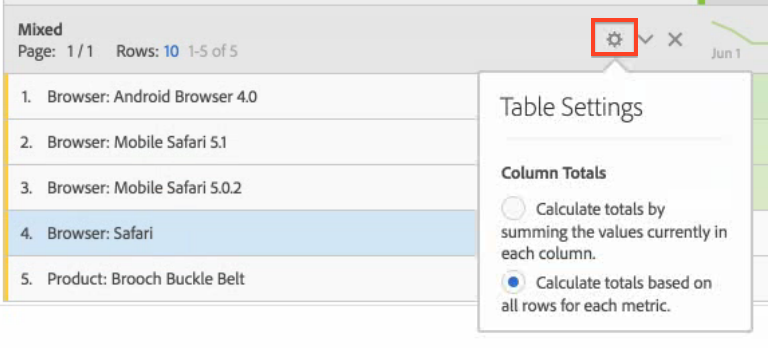 Mixed
Page: 1 / 1 Rows: 10 1-5 of 5
Jun 1
1. Browser: Android Browser 4.0
2. Browser: Mobile Safari 5.1
3. Browser: Mobile Safari 5.0.2
4. Browser: Safari
5. Product: Brooch Buckle Belt
Table Settings
Column Totals
Calculate totals by
summing the values currently in
each column.
Calculate totals based on
all rows for each metric.